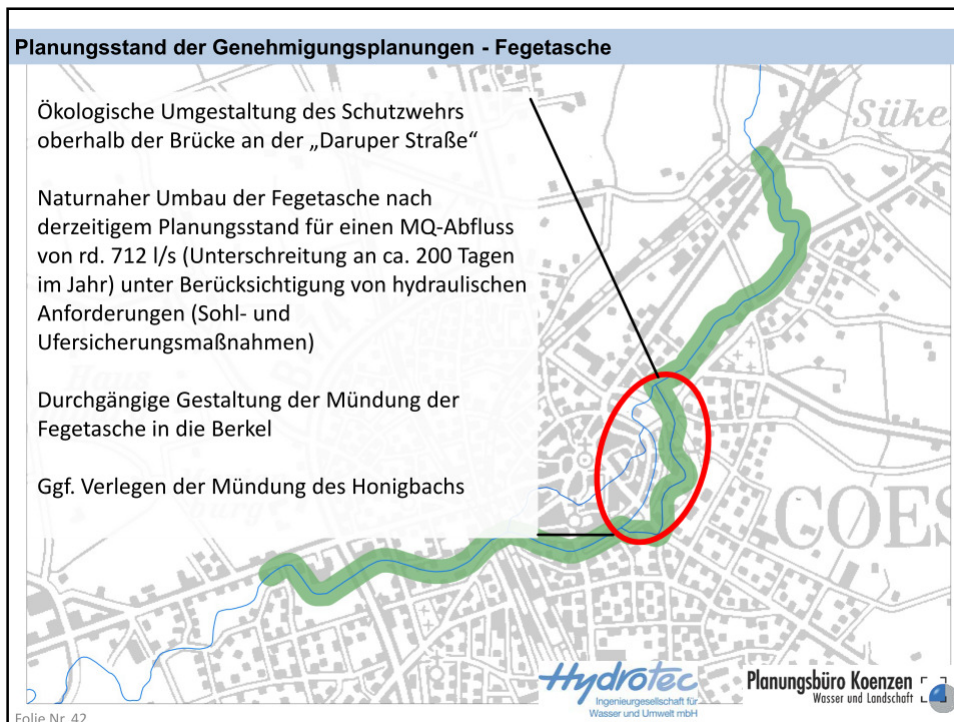 Planungsstand der Genehmigungsplanungen - Fegetasche
Ökologische Umgestaltung des Schutzwehrs
oberhalb der Brücke an der „Daruper Straße“
Naturnaher Umbau der Fegetasche nach
derzeitigem Planungsstand für einen MQ-Abfluss
von rd. 712 l/s (Unterschreitung an ca. 200 Tagen
im Jahr) unter Berücksichtigung von hydraulischen
Anforderungen (Sohl- und
Ufersicherungsmaßnahmen)
Durchgängige Gestaltung der Mündung der
Fegetasche in die Berkel
Ggf. Verlegen der Mündung des Honigbachs
Süke
COES
Hydrotec
Ingenieurgesellschaft für
Wasser und Umwelt mbH
Planungsbüro Koenzen
Wasser und Landschaft
Folie Nr. 42